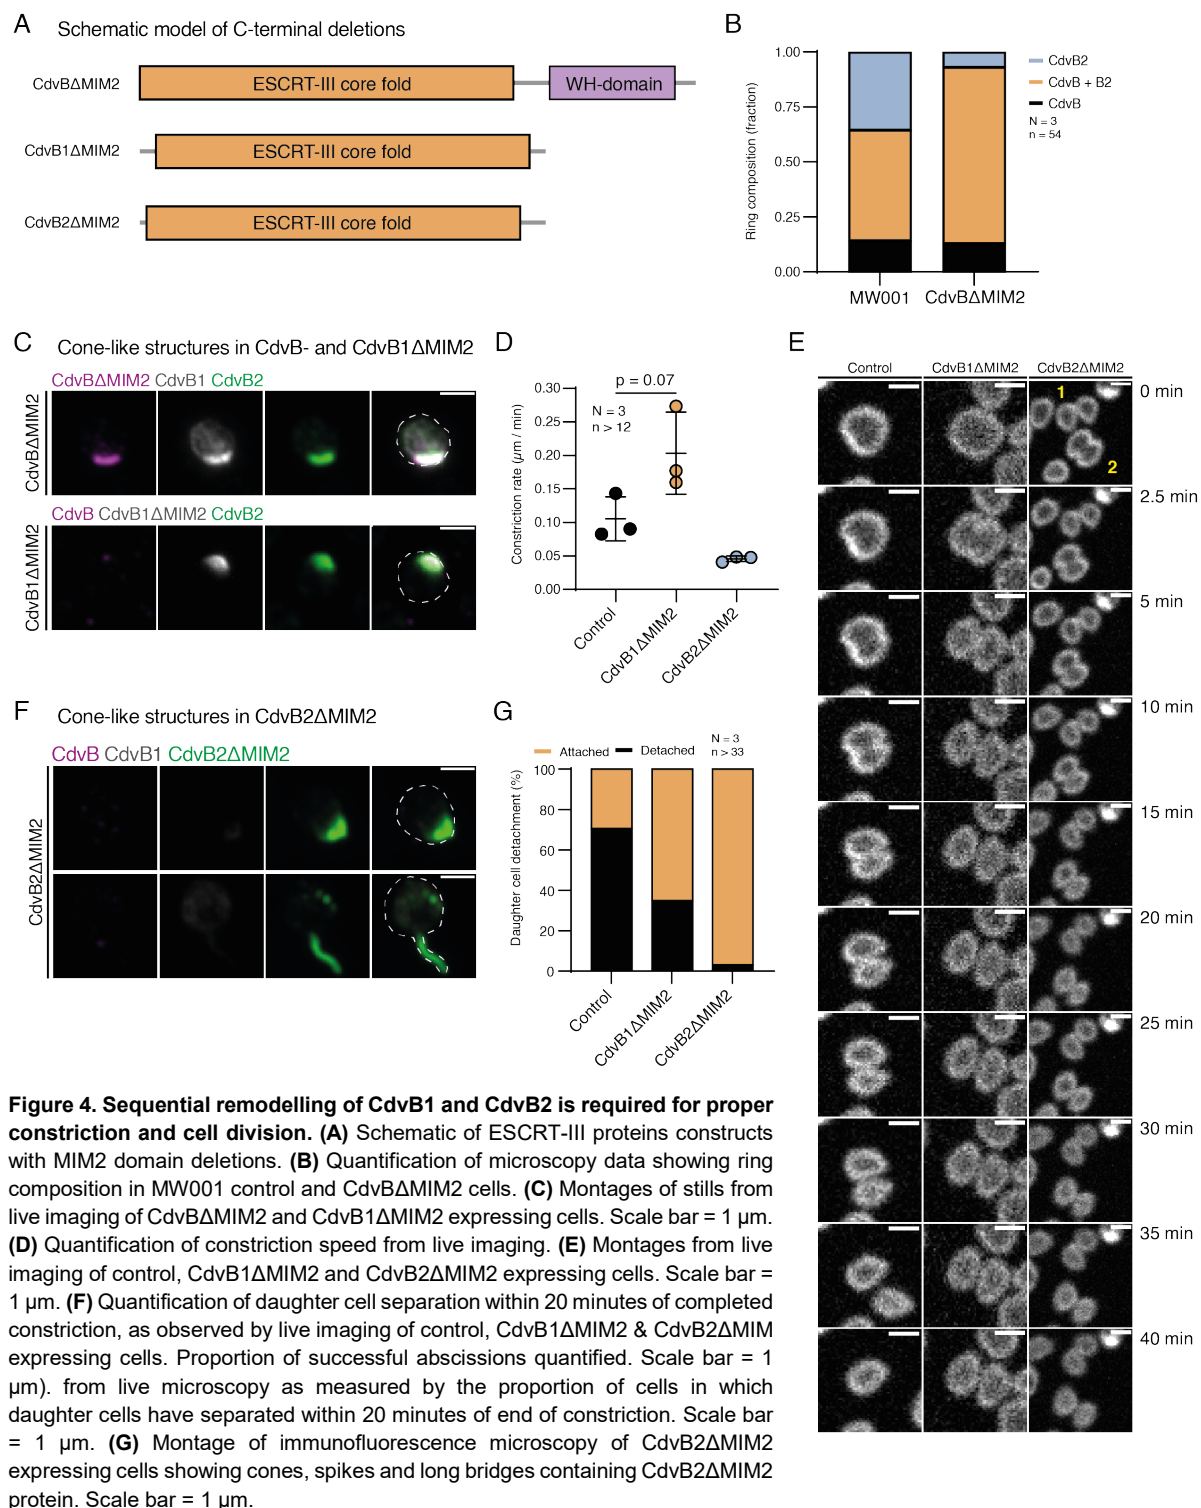 A Schematic model of C-terminal deletions
CdvBΔMIM2
ESCRT-III core fold
WH-domain
CdvB1ΔMIM2
ESCRT-III core fold
CdvB2ΔMIM2
ESCRT-III core fold
B
Ring composition (fraction)
1.00
0.75
0.50
0.25
0.00
MW001
CdvBΔMIM2
CdvB2
CdvB + B2
CdvB
N = 3
n = 54
C Cone-like structures in CdvB- and CdvB1ΔMIM2
CdvBΔMIM2 CdvB1 CdvB2
CdvBΔMIM2
CdvB CdvB1ΔMIM2 CdvB2
CdvB1ΔMIM2
D
Constriction rate (µm / min)
0.30
0.25
0.20
0.15
0.10
0.05
0.00
p = 0.07
N = 3
n > 12
Control
CdvB1ΔMIM2
CdvB2ΔMIM2
E
Control
CdvB1ΔMIM2
CdvB2ΔMIM2
1
2
0 min
2.5 min
5 min
10 min
15 min
20 min
25 min
30 min
35 min
40 min
F Cone-like structures in CdvB2ΔMIM2
CdvB CdvB1 CdvB2ΔMIM2
CdvB2ΔMIM2
G
Attached
Detached
N = 3
n > 33
Daughter cell detachment (%)
100
80
60
40
20
0
Control
CdvB1ΔMIM2
CdvB2ΔMIM2
Figure 4. Sequential remodelling of CdvB1 and CdvB2 is required for proper
constriction and cell division. (A) Schematic of ESCRT-III proteins constructs
with MIM2 domain deletions. (B) Quantification of microscopy data showing ring
composition in MW001 control and CdvBΔMIM2 cells. (C) Montages of stills from
live imaging of CdvBΔMIM2 and CdvB1ΔMIM2 expressing cells. Scale bar = 1 µm.
(D) Quantification of constriction speed from live imaging. (E) Montages from live
imaging of control, CdvB1ΔMIM2 and CdvB2ΔMIM2 expressing cells. Scale bar =
1 µm. (F) Quantification of daughter cell separation within 20 minutes of completed
constriction, as observed by live imaging of control, CdvB1ΔMIM2 & CdvB2ΔMIM
expressing cells. Proportion of successful abscissions quantified. Scale bar = 1
µm). from live microscopy as measured by the proportion of cells in which
daughter cells have separated within 20 minutes of end of constriction. Scale bar
= 1 µm. (G) Montage of immunofluorescence microscopy of CdvB2ΔMIM2
expressing cells showing cones, spikes and long bridges containing CdvB2ΔMIM2
protein. Scale bar = 1 µm.